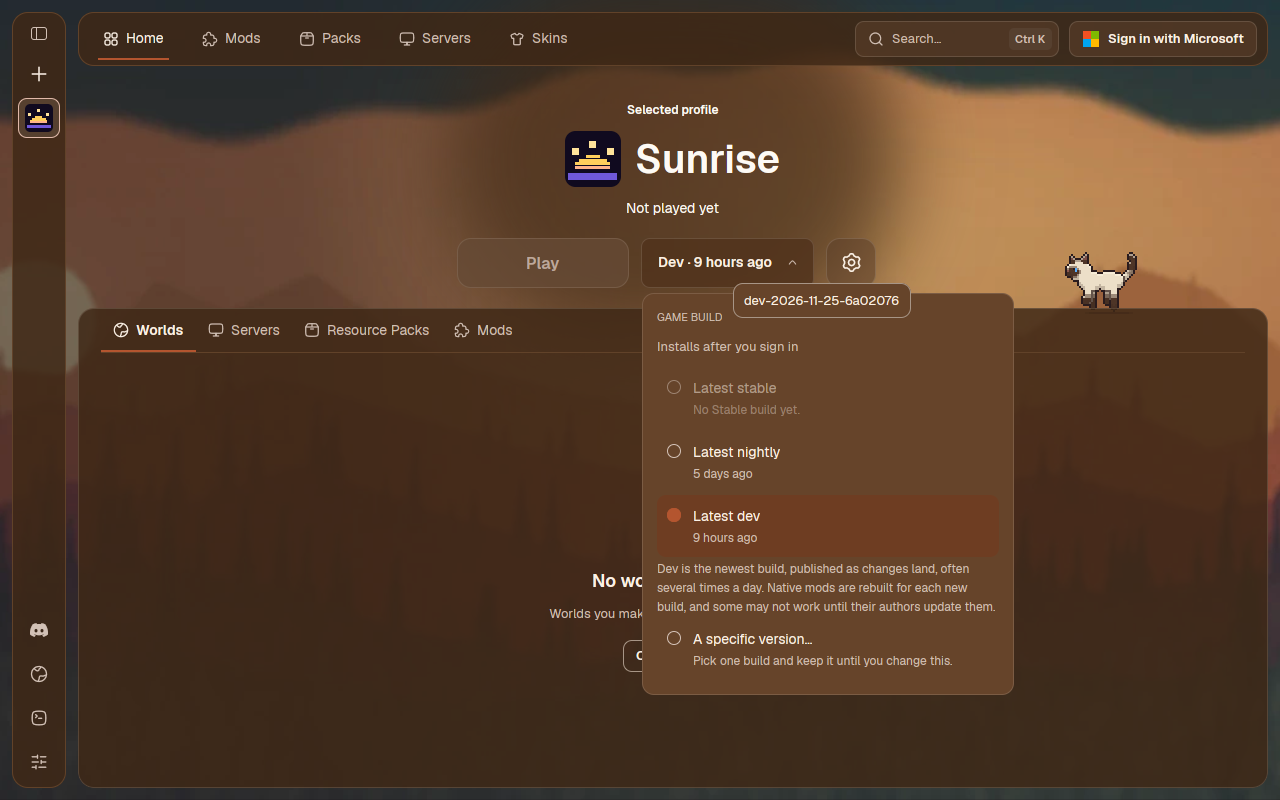 Home
Mods
Packs
Servers
Skins
Search...
Ctrl K
Sign in with Microsoft
Selected profile
Sunrise
Not played yet
Play
Dev · 9 hours ago
dev-2026-11-25-6a02076
Worlds
Servers
Resource Packs
Mods
GAME BUILD
Installs after you sign in
Latest stable
No Stable build yet.
Latest nightly
5 days ago
Latest dev
9 hours ago
Dev is the newest build, published as changes land, often
several times a day. Native mods are rebuilt for each new
build, and some may not work until their authors update them.
A specific version...
Pick one build and keep it until you change this.
No
Worlds you